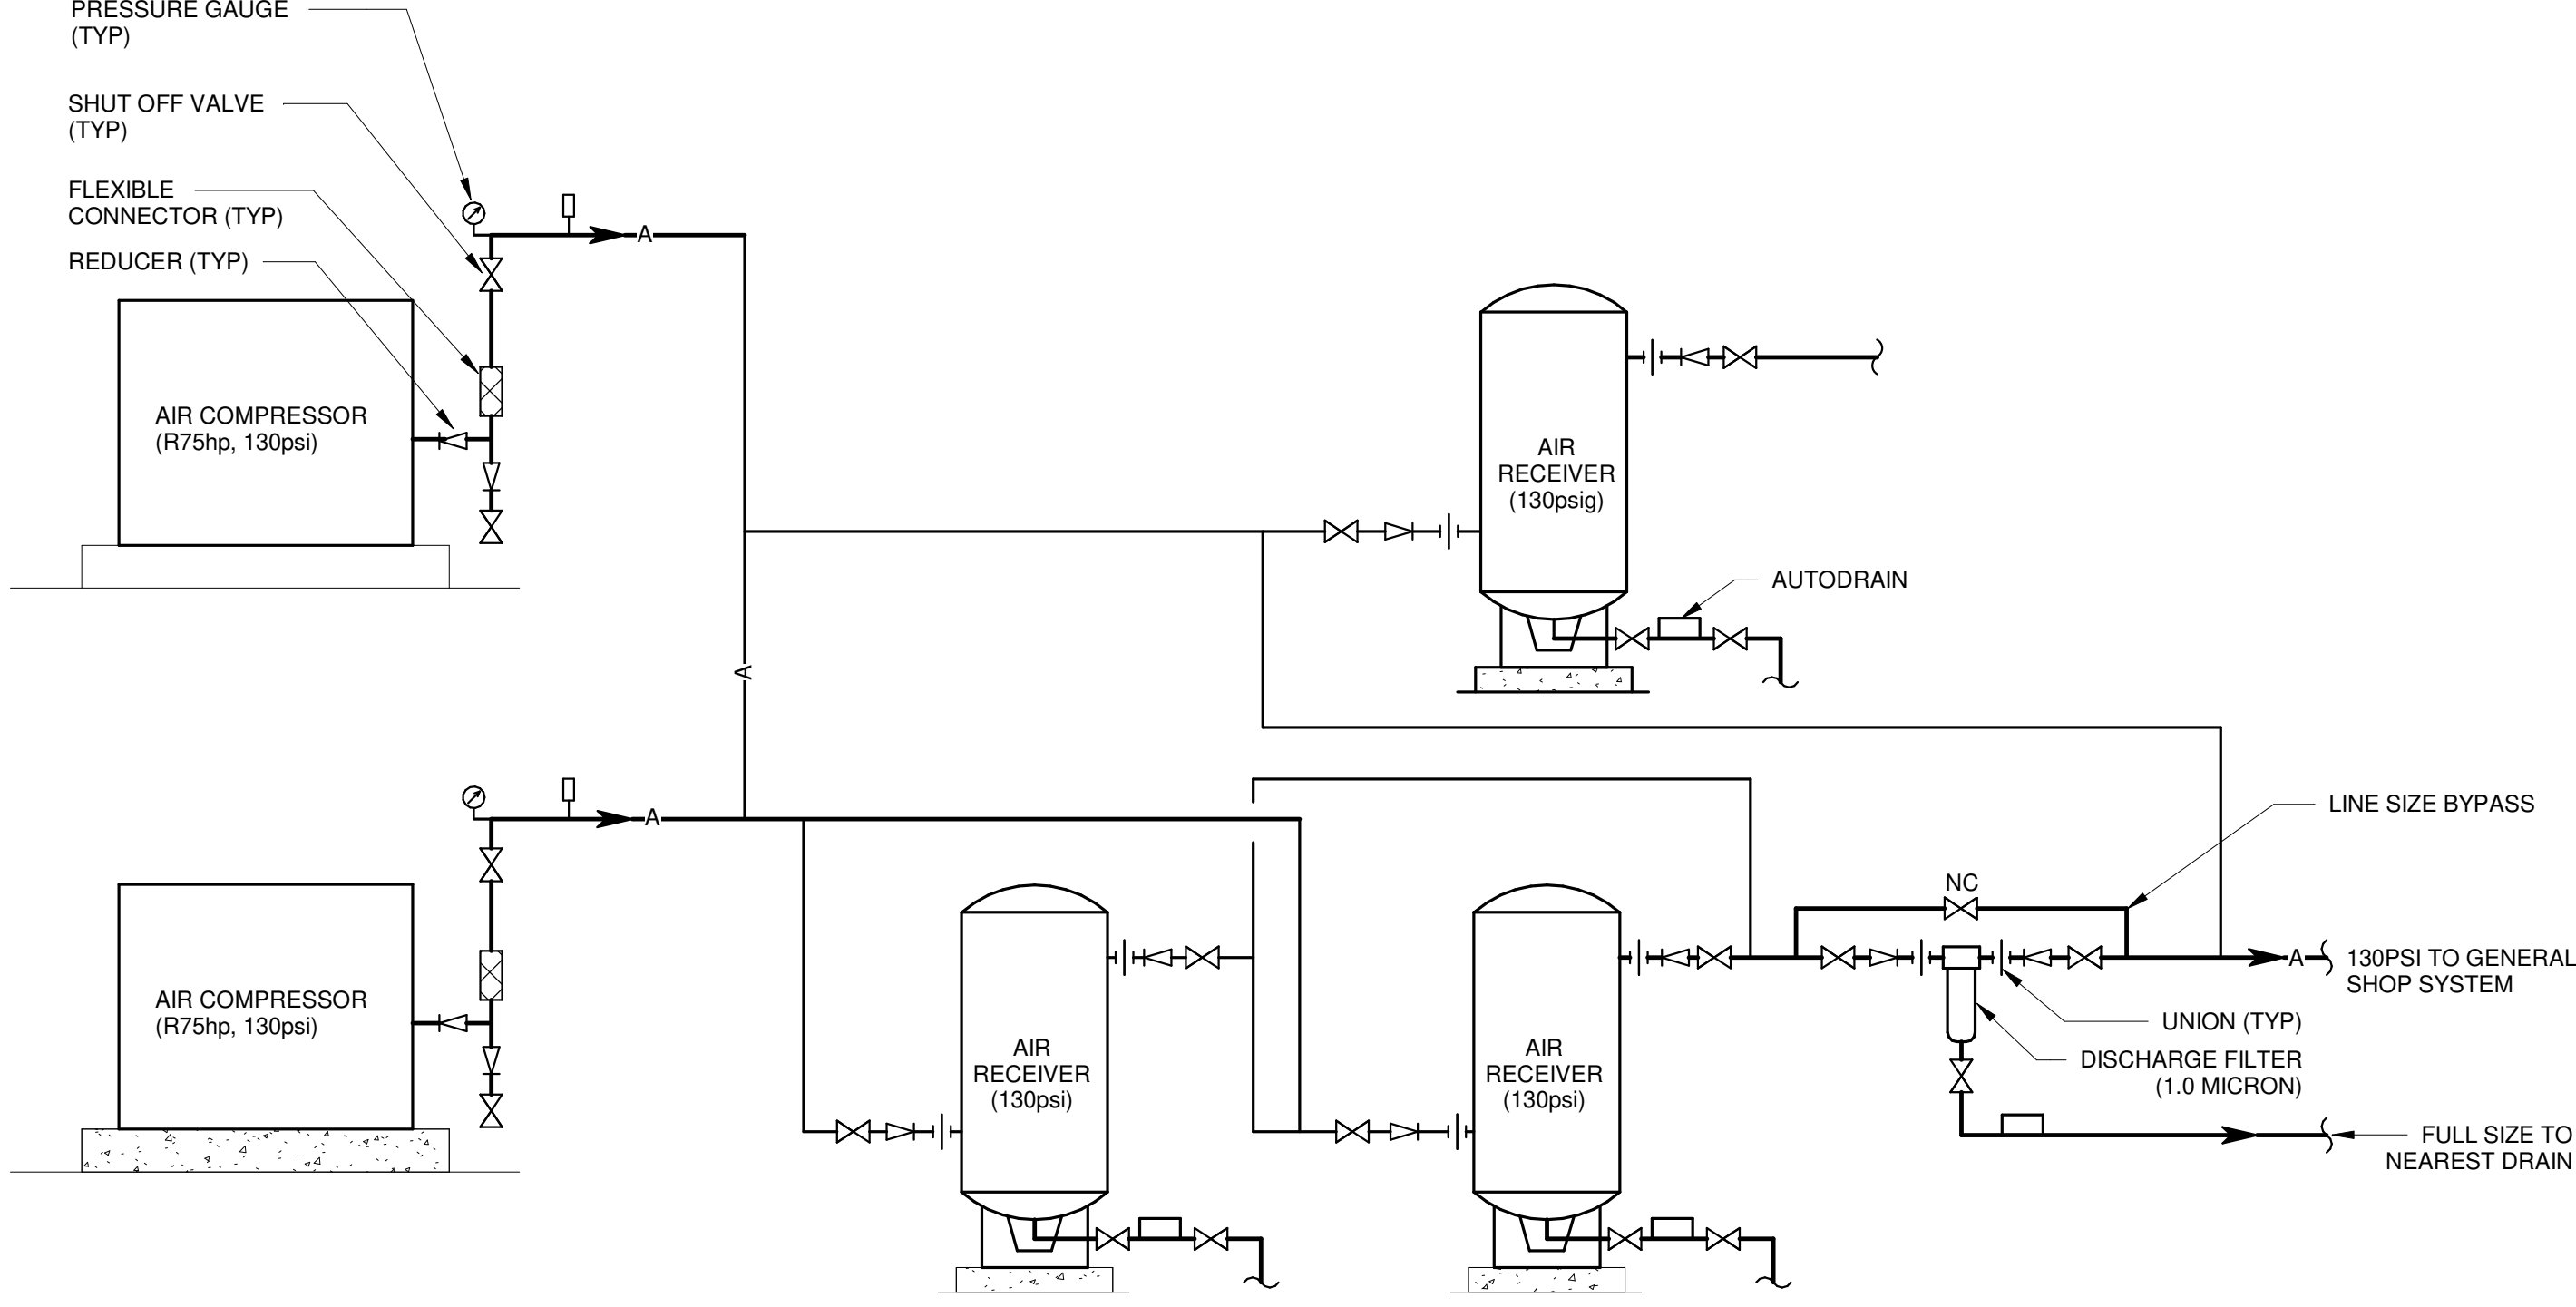 PRESSURE GAUGE
(TYP)
SHUT OFF VALVE
(TYP)
FLEXIBLE
CONNECTOR (TYP)
REDUCER (TYP)
A
AIR COMPRESSOR
(R75hp, 130psi)
AIR
RECEIVER
(130psig)
AUTODRAIN
A
A
LINE SIZE BYPASS
NC
A
130PSI TO GENERAL
SHOP SYSTEM
UNION (TYP)
DISCHARGE FILTER
(1.0 MICRON)
AIR COMPRESSOR
(R75hp, 130psi)
AIR
RECEIVER
(130psi)
AIR
RECEIVER
(130psi)
FULL SIZE TO
NEAREST DRAIN